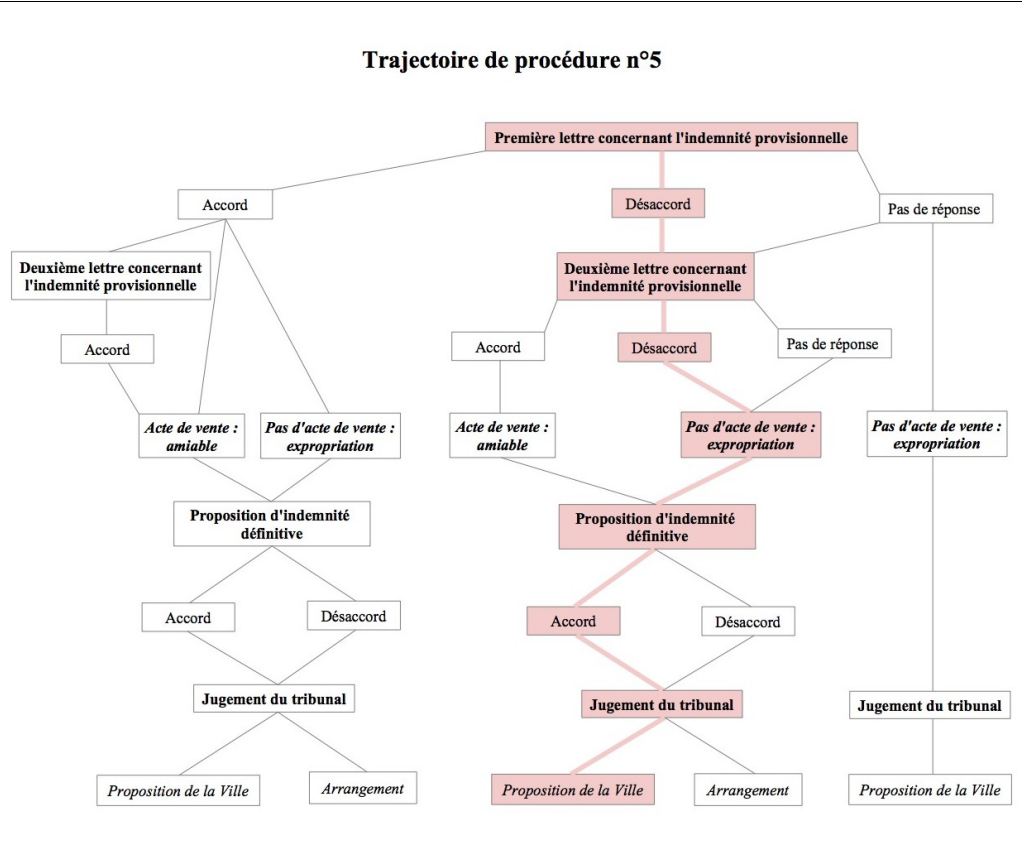 Trajectoire de procédure n°5
Première lettre concernant l'indemnité provisionnelle
Accord
Désaccord
Pas de réponse
Deuxième lettre concernant
l'indemnité provisionnelle
Deuxième lettre concernant
l'indemnité provisionnelle
Accord
Accord
Désaccord
Pas de réponse
Acte de vente :
amiable
Pas d'acte de vente :
expropriation
Acte de vente :
amiable
Pas d'acte de vente :
expropriation
Pas d'acte de vente :
expropriation
Proposition d'indemnité
définitive
Proposition d'indemnité
définitive
Accord
Désaccord
Accord
Désaccord
Jugement du tribunal
Jugement du tribunal
Jugement du tribunal
Proposition de la Ville
Arrangement
Proposition de la Ville
Arrangement
Proposition de la Ville